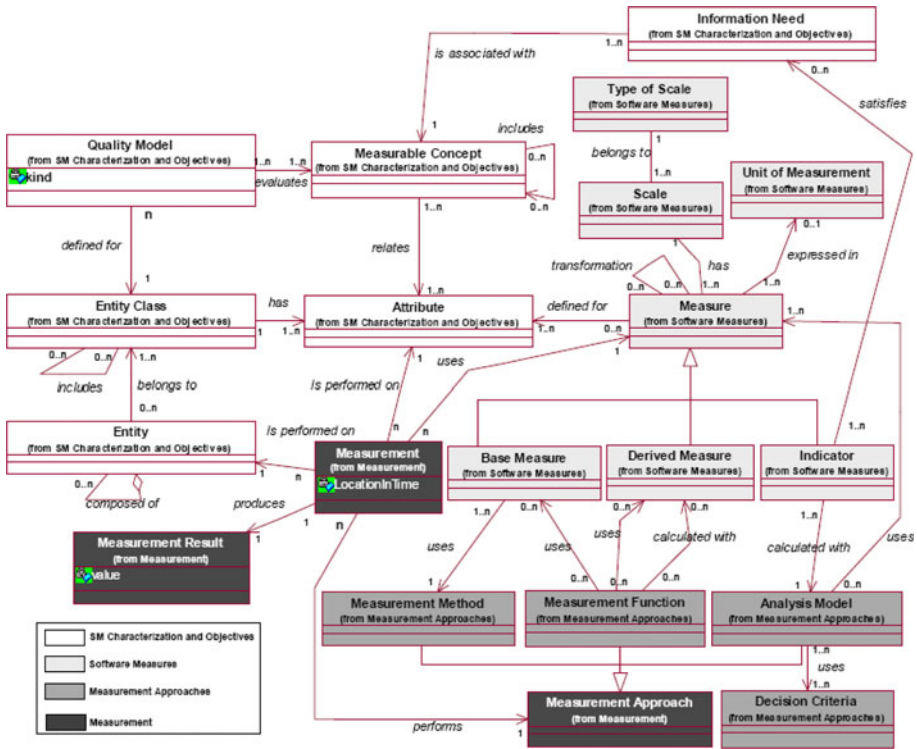 Information Need
(from SM Characterization and Objectives)
1..n
is associated with
0..n
Type of Scale
(from Software Measures)
satisfies
1
includes
1
Quality Model
(from SM Characterization and Objectives)
kind
1..n
1..n
evaluates
Measurable Concept
(from SM Characterization and Objectives)
0..n
0..n
belongs to
1..n
Unit of Measurement
(from Software Measures)
Scale
(from Software Measures)
n
1..n
0..1
defined for
relates
transformation
1
has
expressed in
1
1..n
0..n
0..n
1..n
1..n
Entity Class
(from SM Characterization and Objectives)
has
1
1..n
Attribute
(from SM Characterization and Objectives)
defined for
1..n
0..n
Measure
(from Software Measures)
1..n
0..n
0..n
1..n
includes
belongs to
0..n
1
uses
1
Is performed on
Entity
(from SM Characterization and Objectives)
Is performed on
n
n
1
n
0..n
composed of
Measurement
(from Measurement)
LocationInTime
Base Measure
(from Software Measures)
Derived Measure
(from Software Measures)
1..n
Indicator
(from Software Measures)
produces
1
1
n
1..n
0..n
0..n
0..n
1..n
Measurement Result
(from Measurement)
value
uses
uses
uses
calculated with
calculated with
uses
1
0..n
0..n
0..n
1
0..n
Measurement Method
(from Measurement Approaches)
Measurement Function
(from Measurement Approaches)
Analysis Model
(from Measurement Approaches)
SM Characterization and Objectives
Software Measures
Measurement Approaches
Measurement
1..n
uses
1..n
Measurement Approach
(from Measurement)
Decision Criteria
(from Measurement Approaches)
performs
1